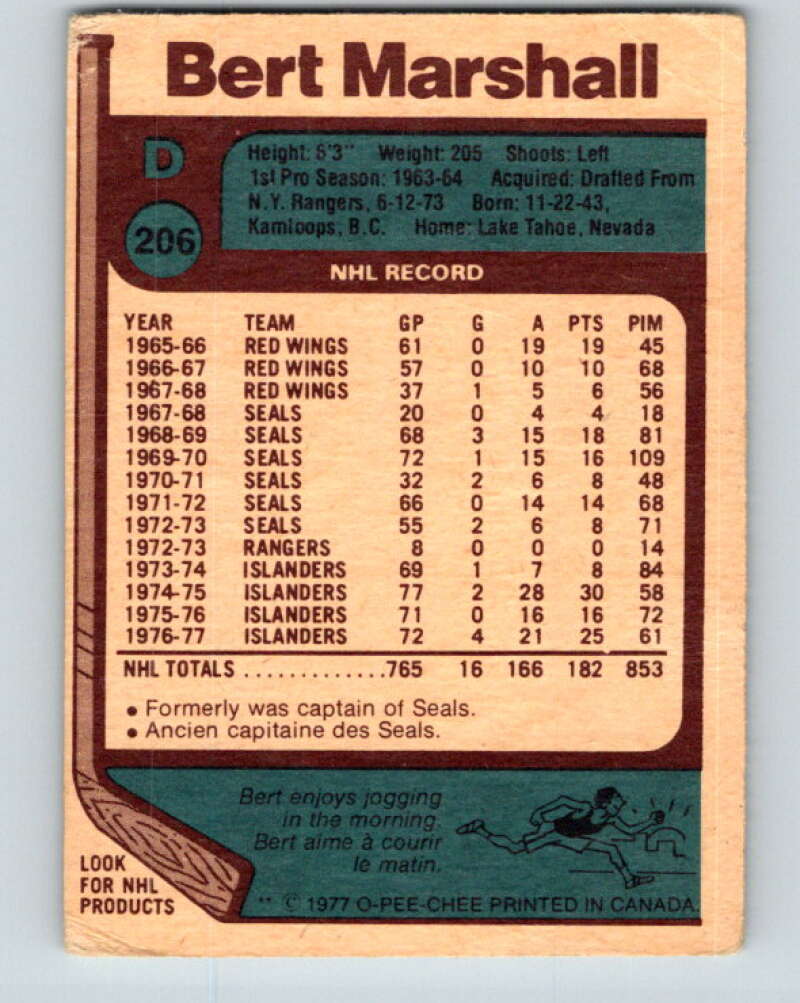 Bert Marshall
D
206
Height: 6'3" Weight: 205 Shoots: Left
1st Pro Season: 1963-64 Acquired: Drafted From
N.Y. Rangers, 6-12-73 Born: 11-22-43,
Kamloops, B.C. Home: Lake Tahoe, Nevada
NHL RECORD
YEAR TEAM GP G A PTS PIM
1965-66 RED WINGS 61 0 19 19 45
1966-67 RED WINGS 57 0 10 10 68
1967-68 RED WINGS 37 1 5 6 56
1967-68 SEALS 20 0 4 4 18
1968-69 SEALS 68 3 15 18 81
1969-70 SEALS 72 1 15 16 109
1970-71 SEALS 32 2 6 8 48
1971-72 SEALS 66 0 14 14 68
1972-73 SEALS 55 2 6 8 71
1972-73 RANGERS 8 0 0 0 14
1973-74 ISLANDERS 69 1 7 8 84
1974-75 ISLANDERS 77 2 28 30 58
1975-76 ISLANDERS 71 0 16 16 72
1976-77 ISLANDERS 72 4 21 25 61
NHL TOTALS .............765 16 166 182 853
• Formerly was captain of Seals.
• Ancien capitaine des Seals.
Bert enjoys jogging
in the morning.
Bert aime à courir
le matin.
LOOK
FOR NHL
PRODUCTS
** © 1977 O-PEE-CHEE PRINTED IN CANADA.